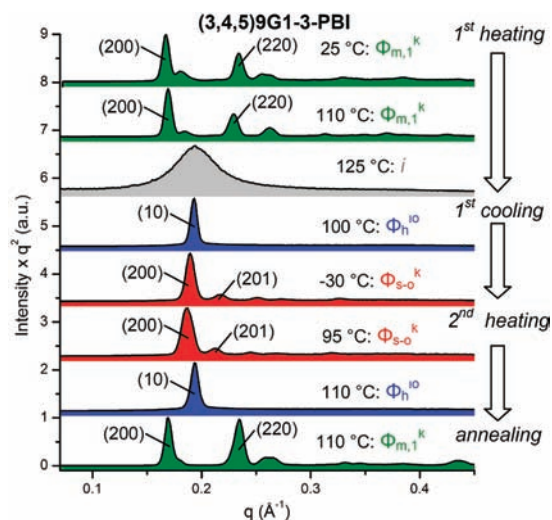 (3,4,5)9G1-3-PBI
1st heating
9
(200)
(220)
25 °C: Φm,1k
8
(200)
(220)
110 °C: Φm,1k
7
125 °C: i
6
1st cooling
(10)
100 °C: Φhio
5
(200)
(201)
-30 °C: Φs-ok
4
(200)
(201)
95 °C: Φs-ok
2nd heating
3
(10)
110 °C: Φhio
2
(200)
(220)
110 °C: Φm,1k
annealing
1
0
Intensity x q2 (a.u.)
0.1 0.2 0.3 0.4
q (Å-1)